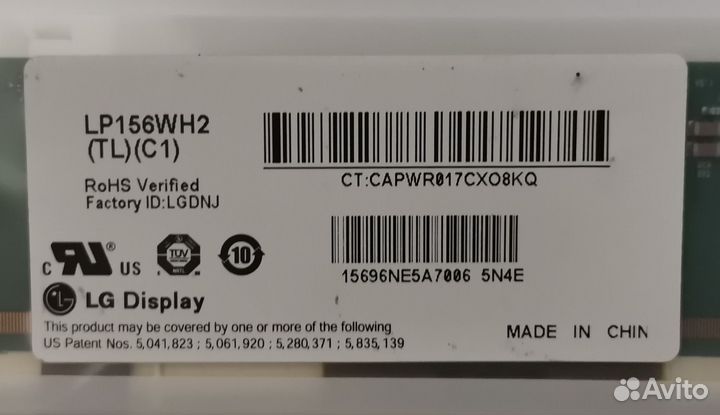 LP156WH2
(TL)(C1)
RoHS Verified
Factory ID:LGDNJ
CT:CAPWR017CXO8KQ
c UL US
TÜV
10
15696NE5A7006 5N4E
LG Display
This product may be covered by one or more of the following
US Patent Nos. 5,041,823 ; 5,061,920 ; 5,280,371 ; 5,835,139
MADE IN CHIN
Avito